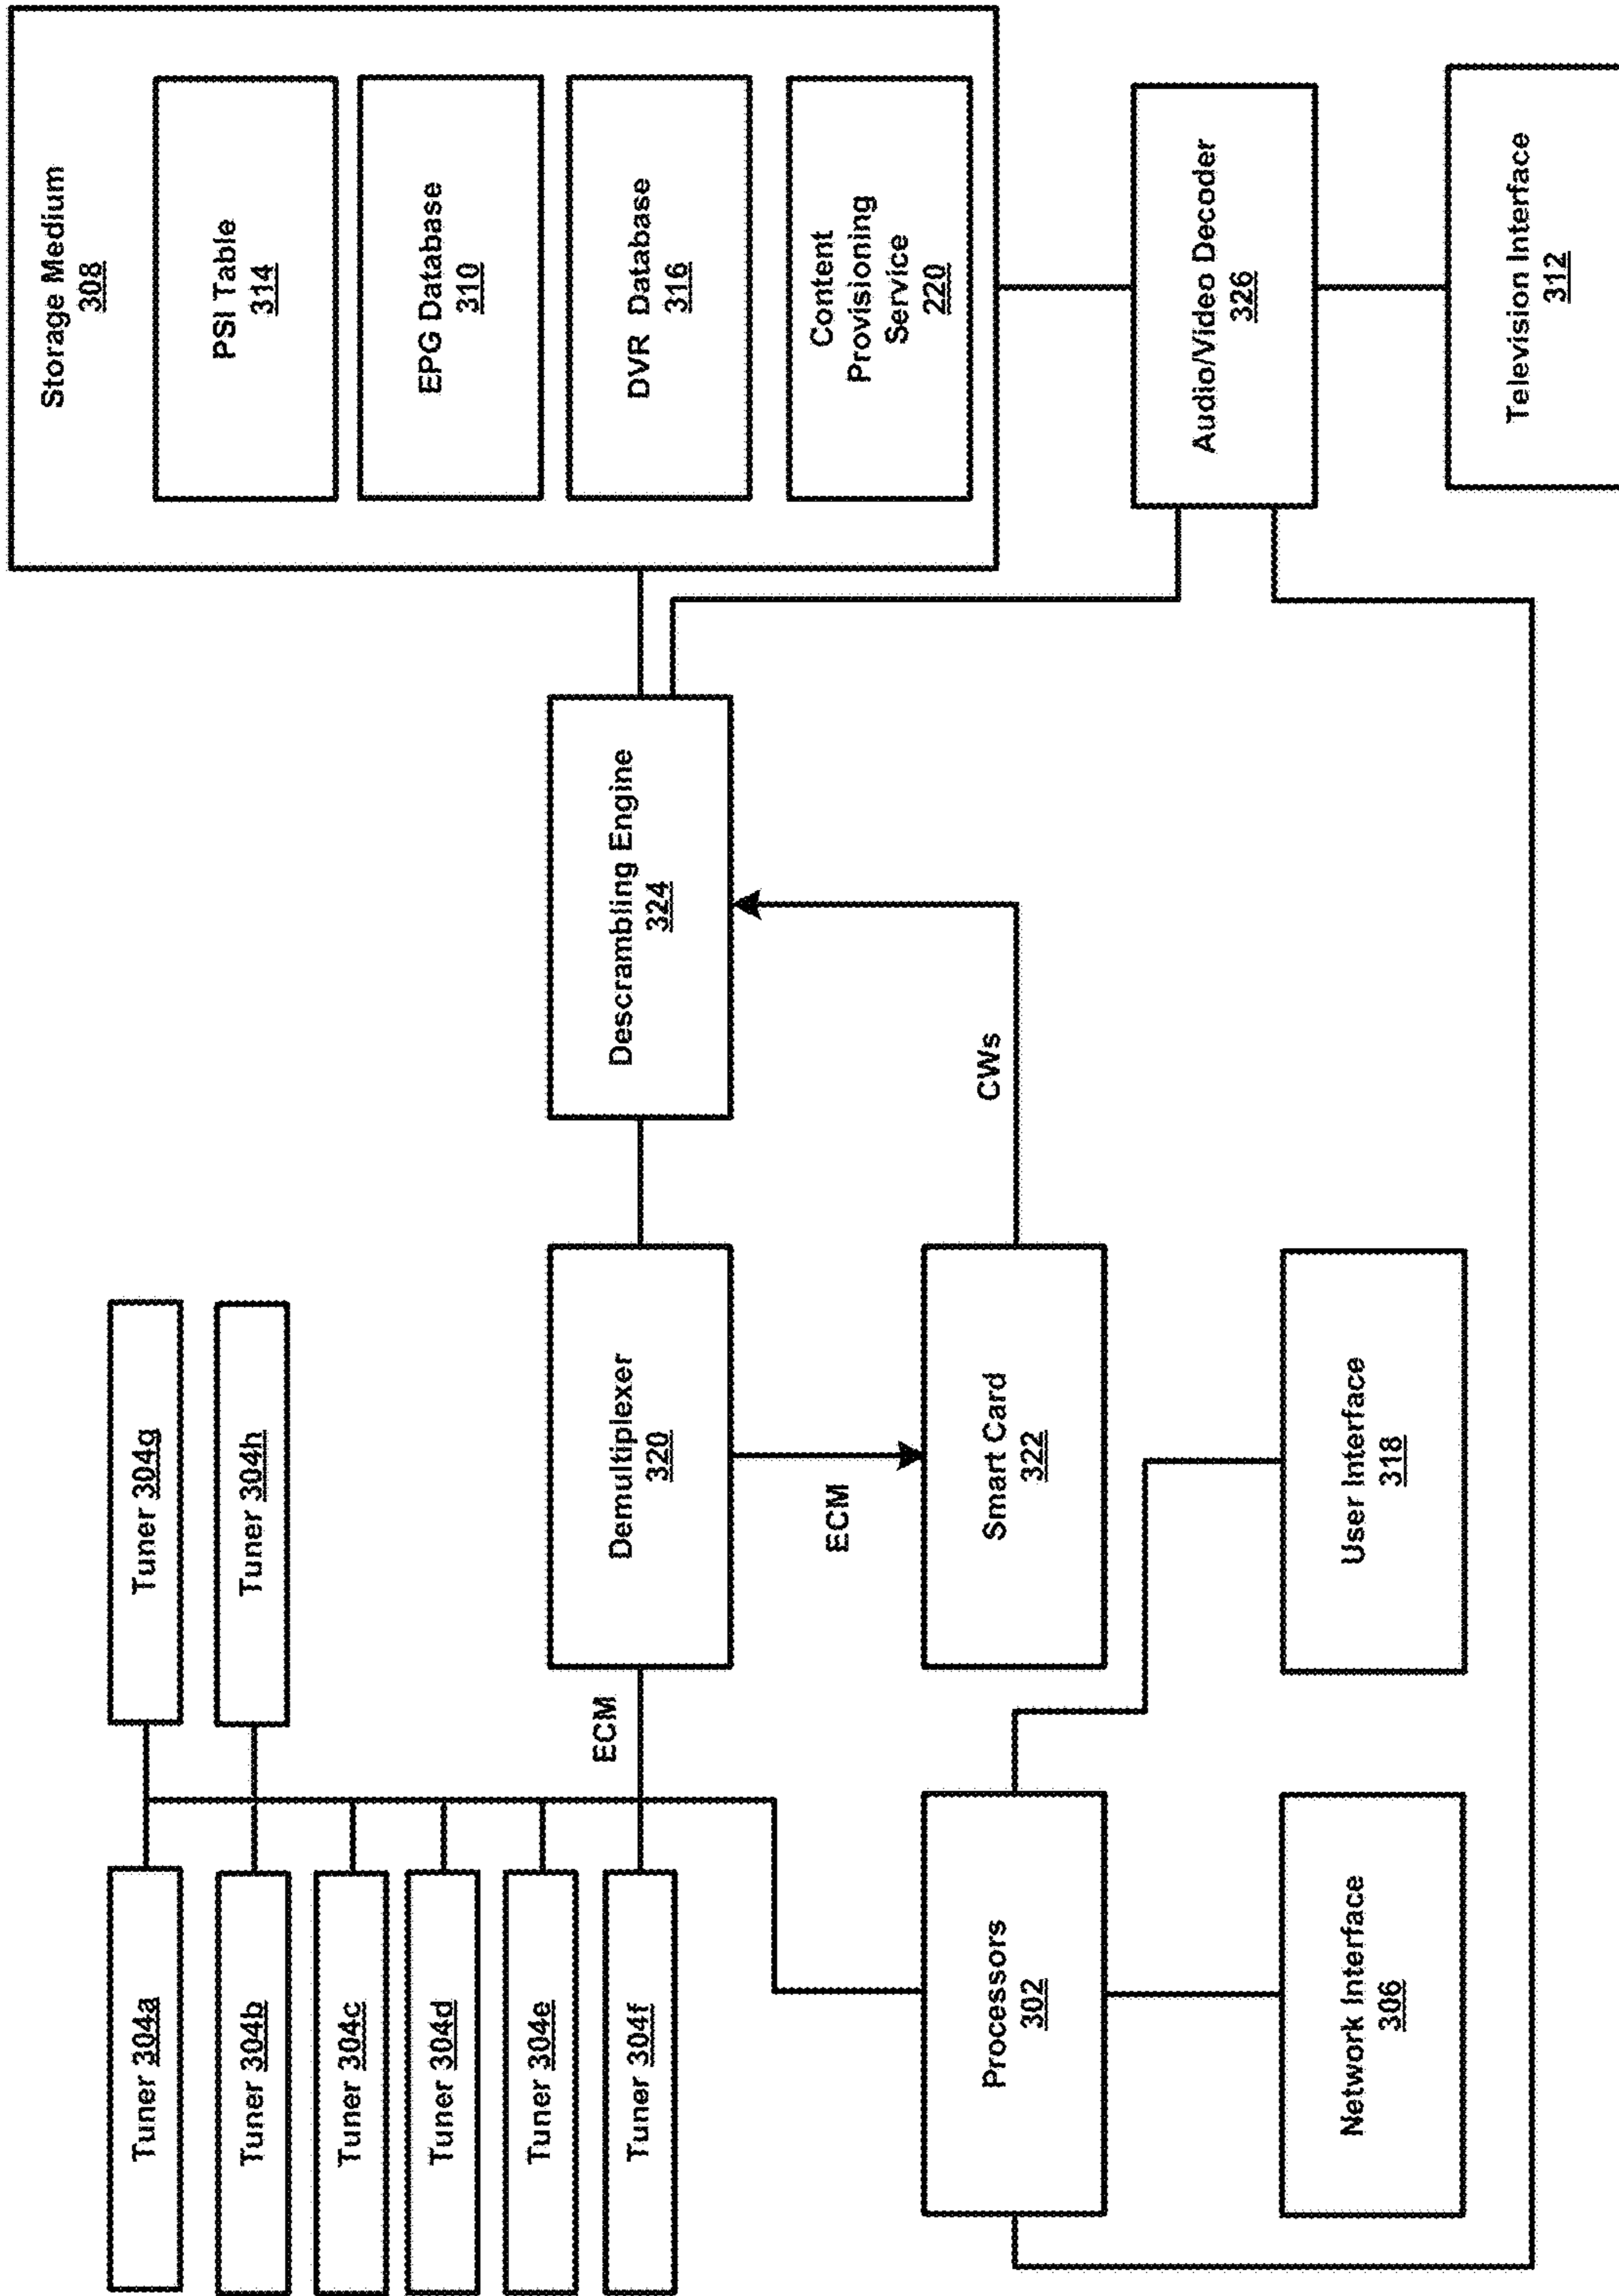 Tuner 304a
Tuner 304b
Tuner 304c
Tuner 304d
Tuner 304e
Tuner 304f
Tuner 304g
Tuner 304h
ECM
Demultiplexer
320
Descrambling Engine
324
Storage Medium
308
PSI Table
314
EPG Database
310
DVR Database
316
Content
Provisioning
Service
220
ECM
CWs
Processors
302
Smart Card
322
Audio/Video Decoder
326
Network Interface
306
User Interface
318
Television Interface
312